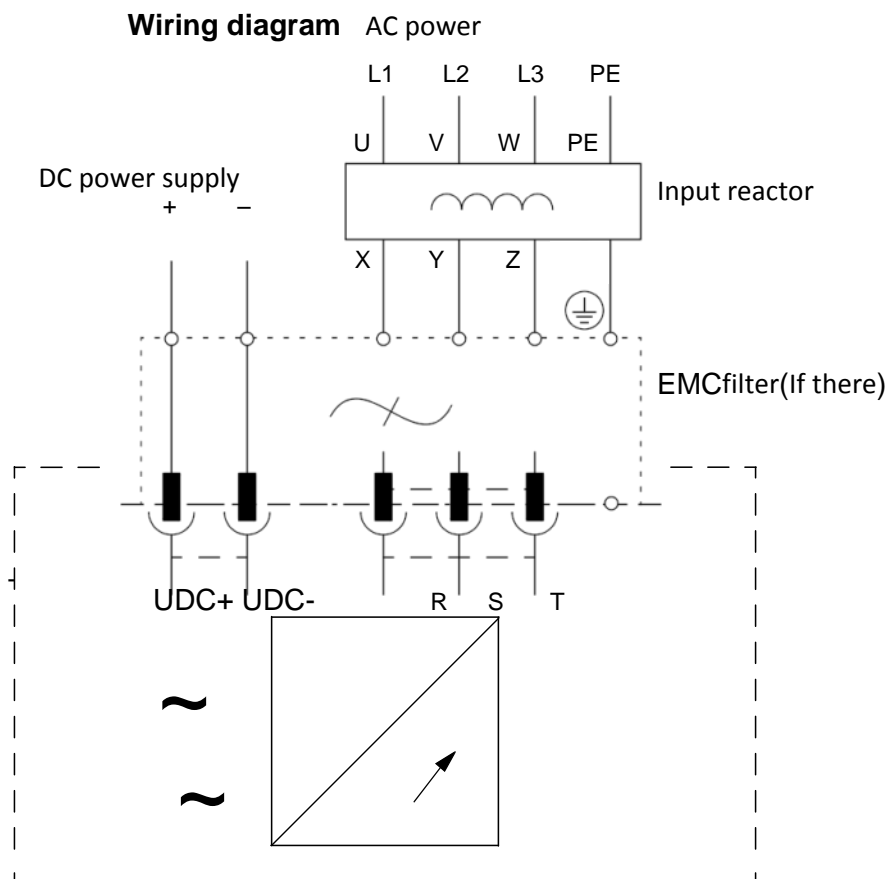 Wiring diagram AC power
L1 L2 L3 PE
U V W PE
DC power supply
+ –
Input reactor
X Y Z
EMCfilter(If there)
UDC+ UDC- R S T
~
~